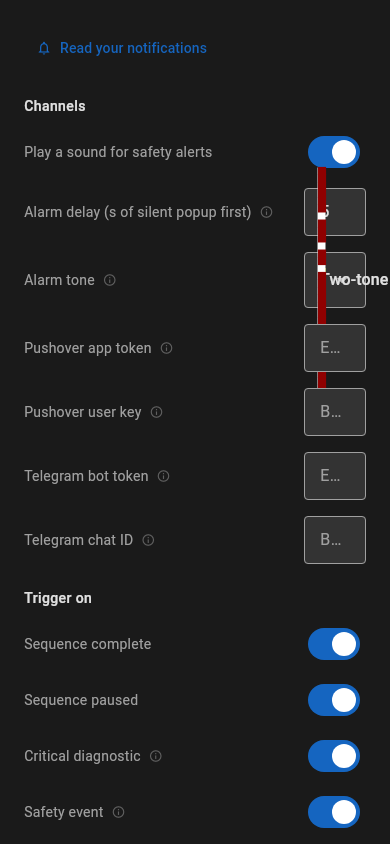 Read your notifications
Channels
Play a sound for safety alerts
Alarm delay (s of silent popup first)
5
Alarm tone
Two-tone
Pushover app token
E...
Pushover user key
B...
Telegram bot token
E...
Telegram chat ID
B...
Trigger on
Sequence complete
Sequence paused
Critical diagnostic
Safety event